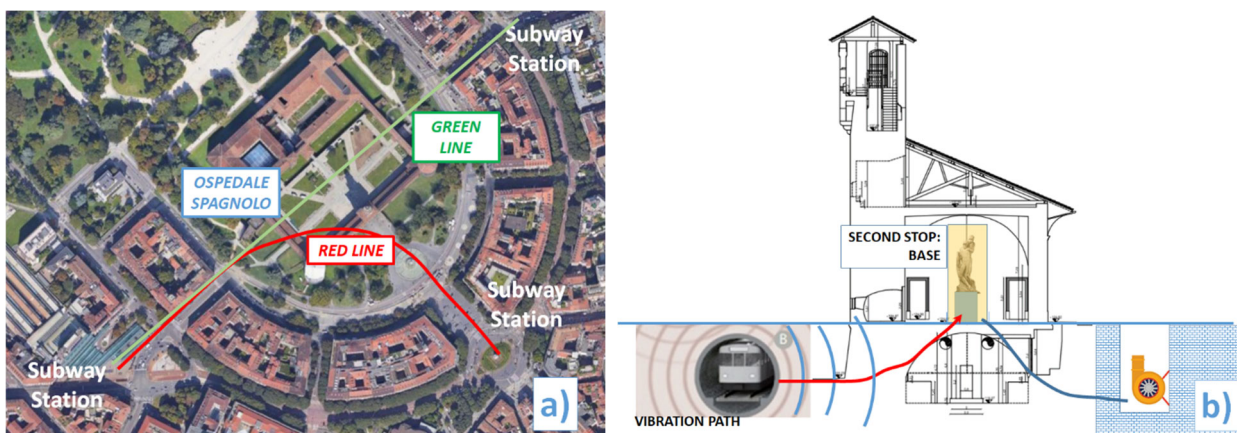 Subway
Station
GREEN
LINE
OSPEDALE
SPAGNOLO
RED LINE
Subway
Station
Subway
Station
a)
SECOND STOP:
BASE
B
VIBRATION PATH
b)